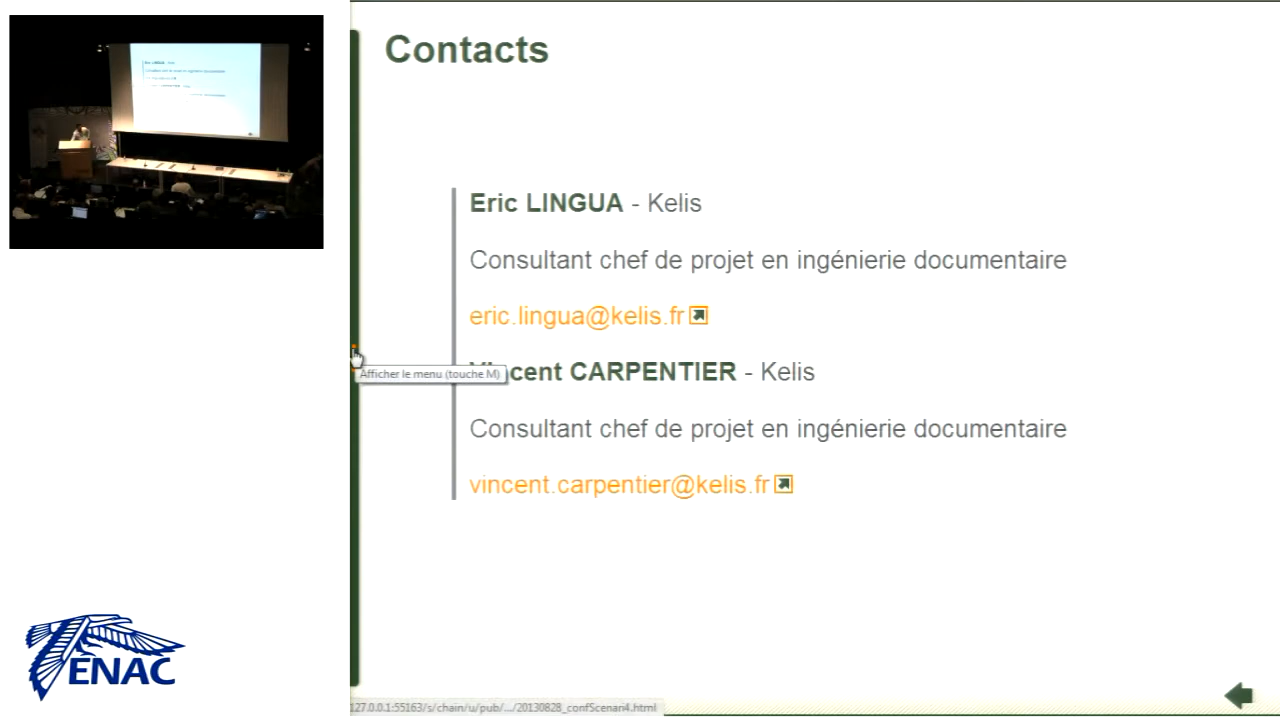 Contacts
Eric LINGUA - Kelis
Consultant chef de projet en ingénierie documentaire
eric.lingua@kelis.fr
cent CARPENTIER - Kelis
Afficher le menu (touche M)
Consultant chef de projet en ingénierie documentaire
vincent.carpentier@kelis.fr
ENAC
127.0.0.1:55163/s/chain/u/pub/.../20130828_confScenari4.html